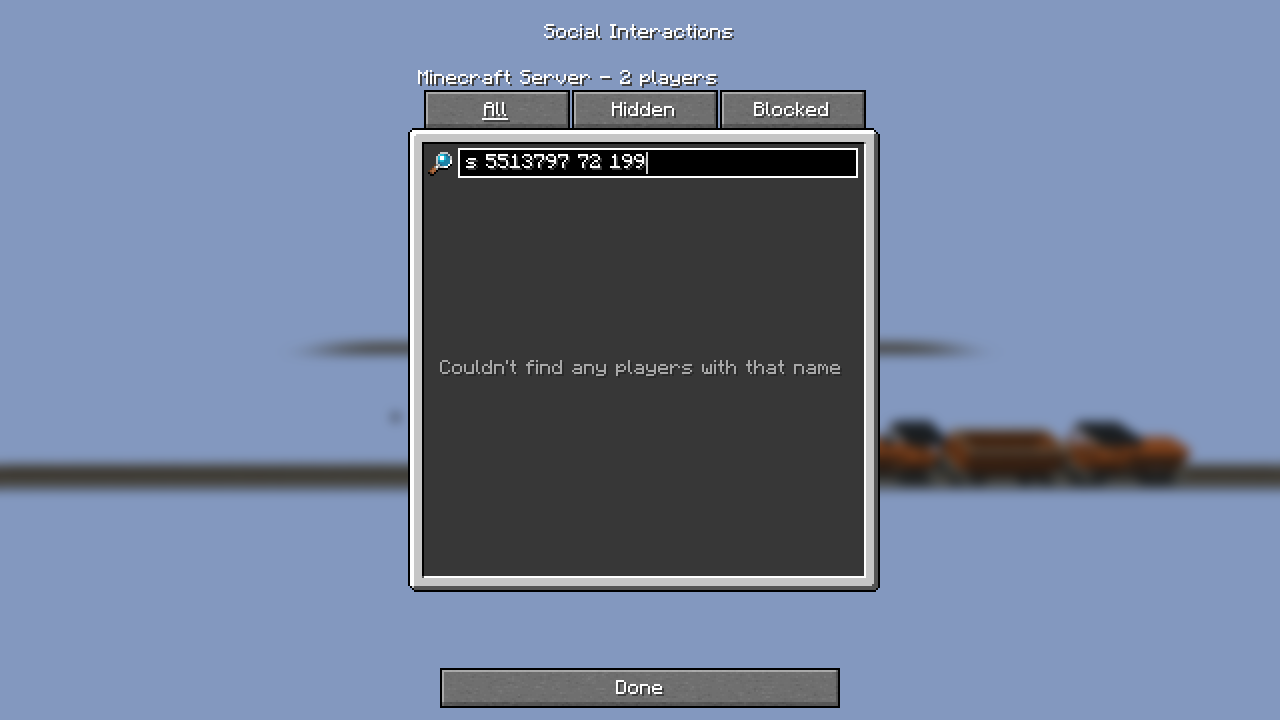 Social Interactions
Minecraft Server - 2 players
All
Hidden
Blocked
s 5513797 72 199
Couldn't find any players with that name
Done